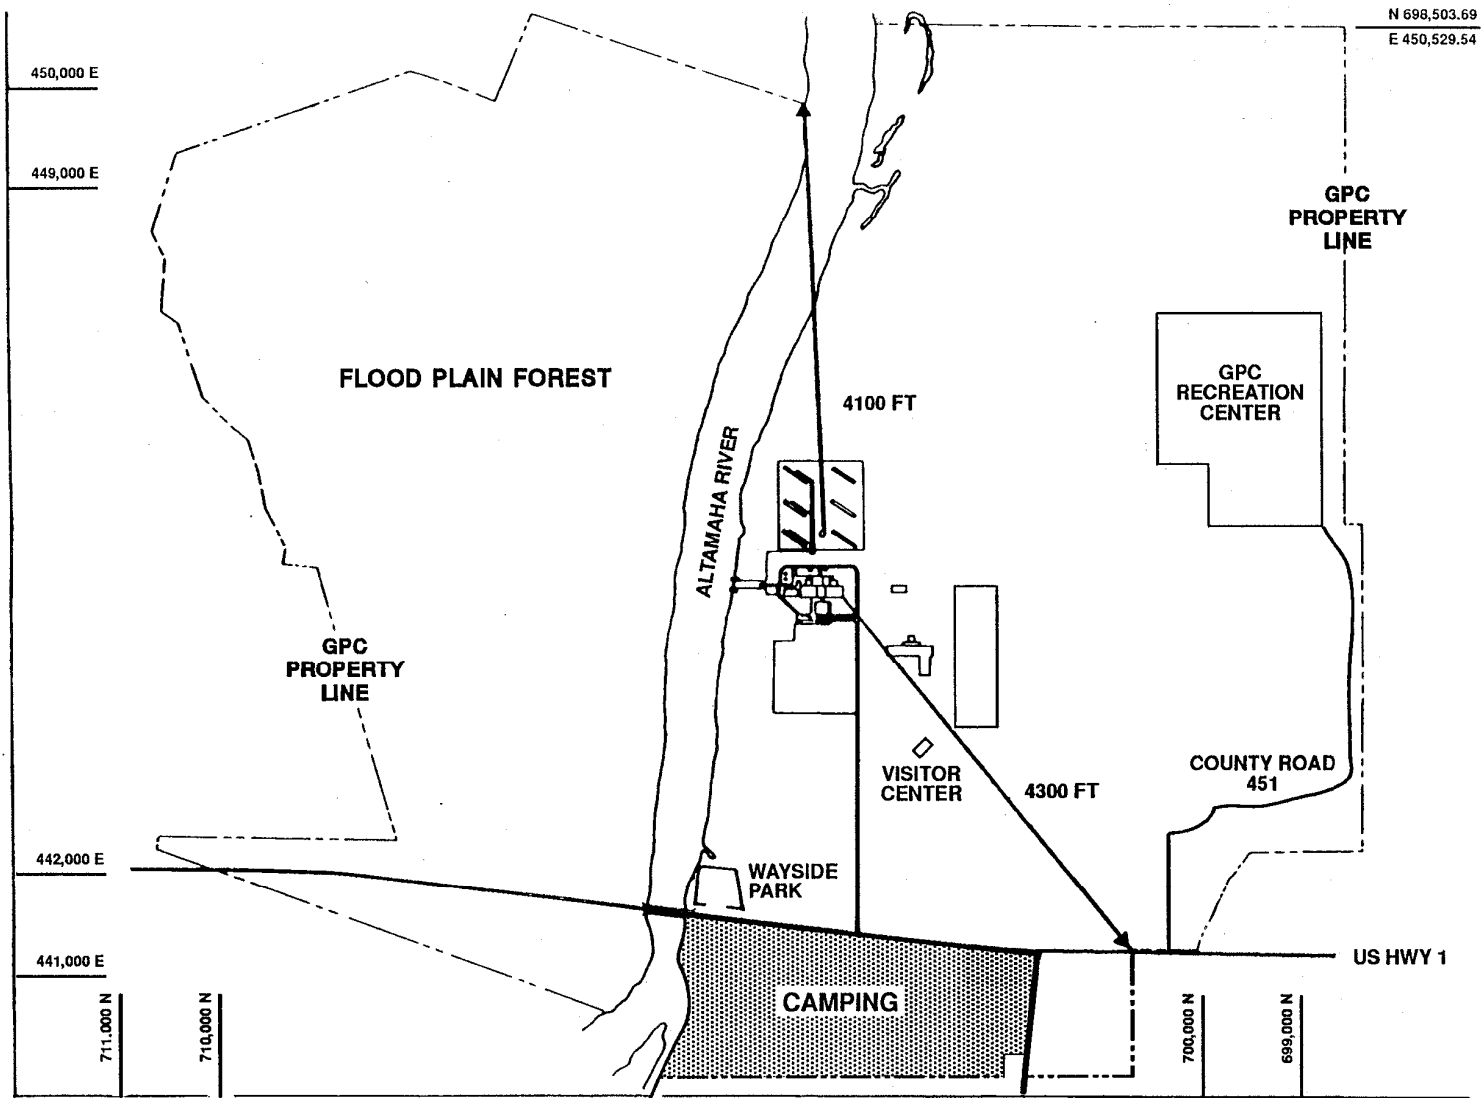 N 698,503.69
E 450,529.54
450,000 E
449,000 E
GPC
PROPERTY
LINE
FLOOD PLAIN FOREST
GPC
RECREATION
CENTER
4100 FT
ALTAMAHA RIVER
GPC
PROPERTY
LINE
VISITOR
CENTER
4300 FT
COUNTY ROAD
451
442,000 E
WAYSIDE
PARK
441,000 E
US HWY 1
CAMPING
711.000 N
710,000 N
700,000 N
699,000 N